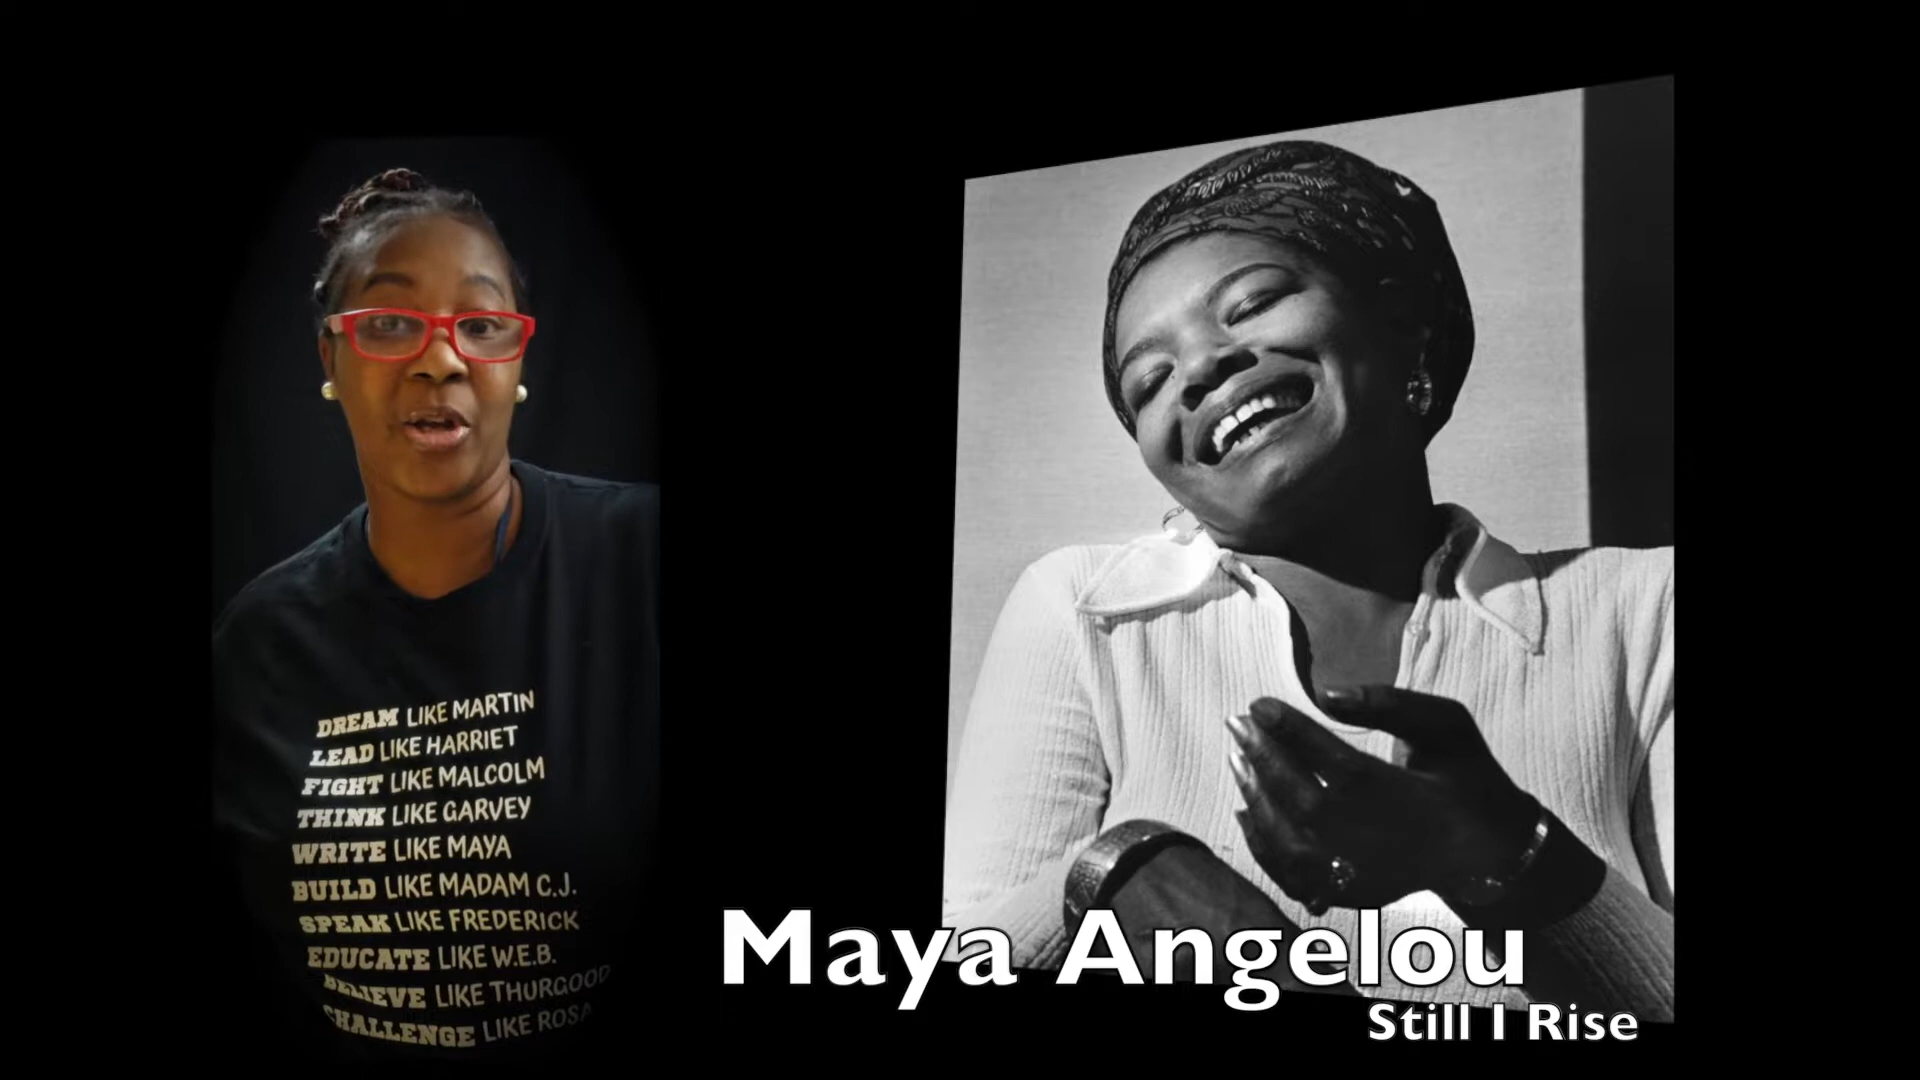 DREAM LIKE MARTIN
LEAD LIKE HARRIET
FIGHT LIKE MALCOLM
THINK LIKE GARVEY
WRITE LIKE MAYA
BUILD LIKE MADAM C.J.
SPEAK LIKE FREDERICK
EDUCATE LIKE W.E.B.
BELIEVE LIKE THURGOOD
CHALLENGE LIKE ROSA
Maya Angelou
Still I Rise